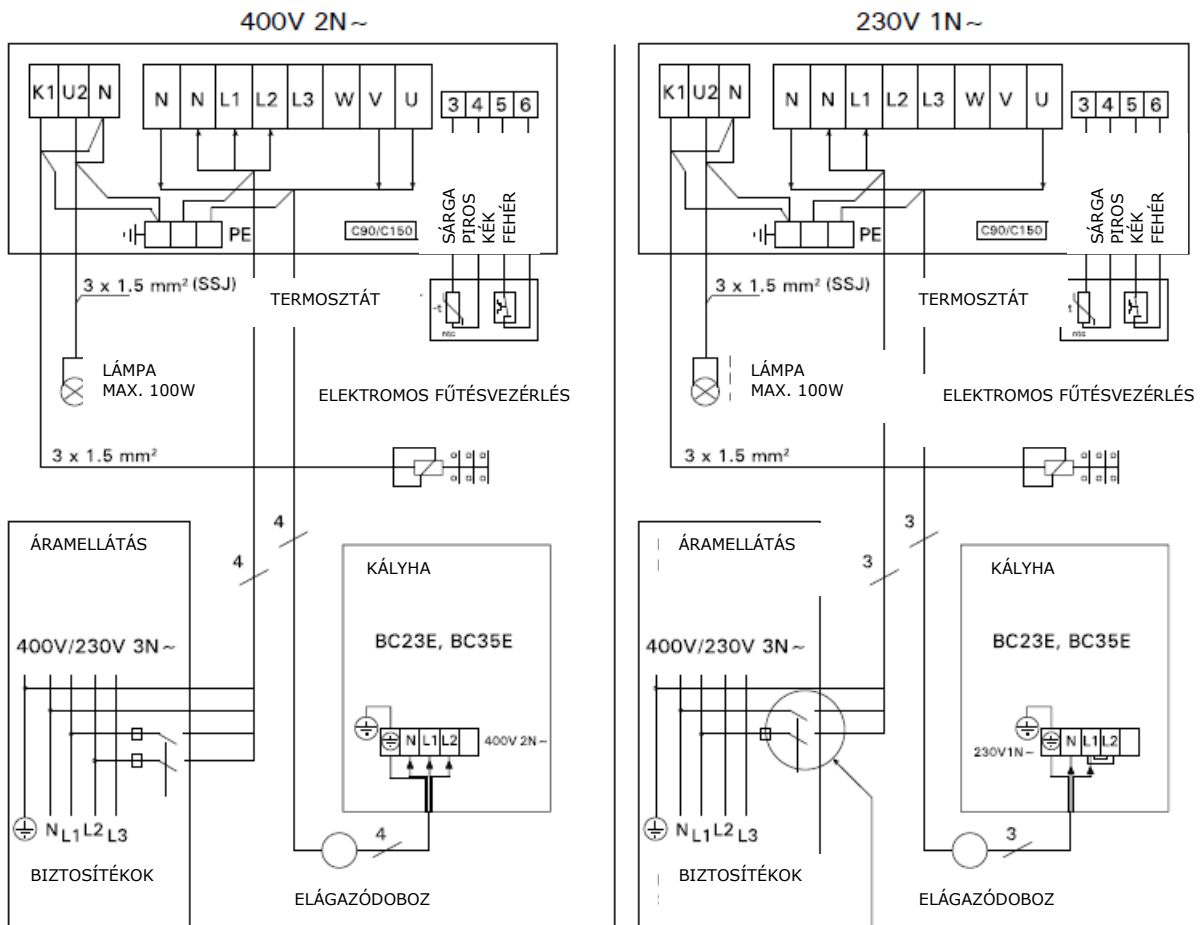 400V 2N~
K1 U2 N
N N L1 L2 L3 W V U
3 4 5 6
SÁRGA
PIROS
KÉK
FEHÉR
PE
C90/C150
3 x 1.5 mm² (SSJ)
TERMOSZTÁT
-t
ntc
LÁMPA
MAX. 100W
ELEKTROMOS FŰTÉSVEZÉRLÉS
3 x 1.5 mm²
4
4
ÁRAMELLÁTÁS
KÁLYHA
400V/230V 3N~
BC23E, BC35E
N L1 L2
400V 2N~
N L1 L2 L3
4
BIZTOSÍTÉKOK
ELÁGAZÓDOBOZ
230V 1N~
K1 U2 N
N N L1 L2 L3 W V U
3 4 5 6
SÁRGA
PIROS
KÉK
FEHÉR
PE
C90/C150
3 x 1.5 mm² (SSJ)
TERMOSZTÁT
-t
ntc
LÁMPA
MAX. 100W
ELEKTROMOS FŰTÉSVEZÉRLÉS
3 x 1.5 mm²
3
3
ÁRAMELLÁTÁS
KÁLYHA
400V/230V 3N~
BC23E, BC35E
N L1 L2
230V1N~
N L1 L2 L3
3
BIZTOSÍTÉKOK
ELÁGAZÓDOBOZ